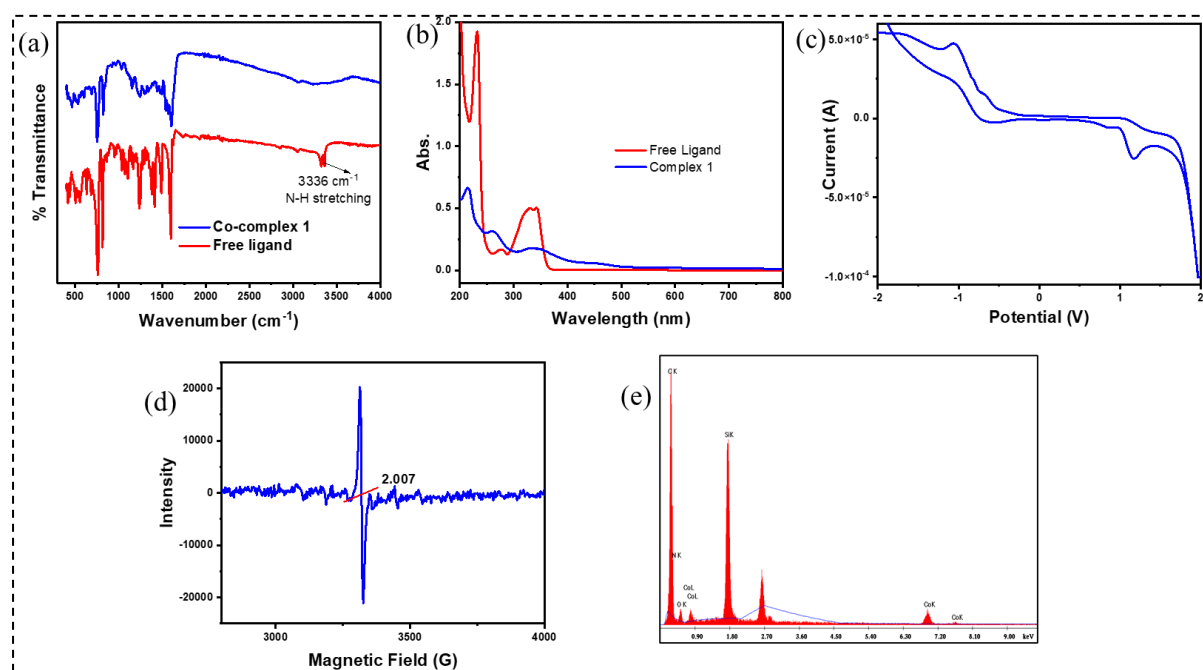 (a)
% Transmittance
3336 cm⁻¹
N-H stretching
Co-complex 1
Free ligand
500 1000 1500 2000 2500 3000 3500 4000
Wavenumber (cm⁻¹)
(b)
2.0
1.5
1.0
0.5
0.0
Abs.
Free Ligand
Complex 1
200 300 400 500 600 700 800
Wavelength (nm)
(c)
5.0×10⁻⁵
0.0
-5.0×10⁻⁵
-1.0×10⁻⁴
Current (A)
-2 -1 0 1 2
Potential (V)
(d)
20000
10000
0
-10000
-20000
Intensity
2.007
3000 3500 4000
Magnetic Field (G)
(e)
C K
SiK
N K
CoL
CoL
O K
CoK
CoK
0.90 1.80 2.70 3.60 4.50 5.40 6.30 7.20 8.10 9.00 keV